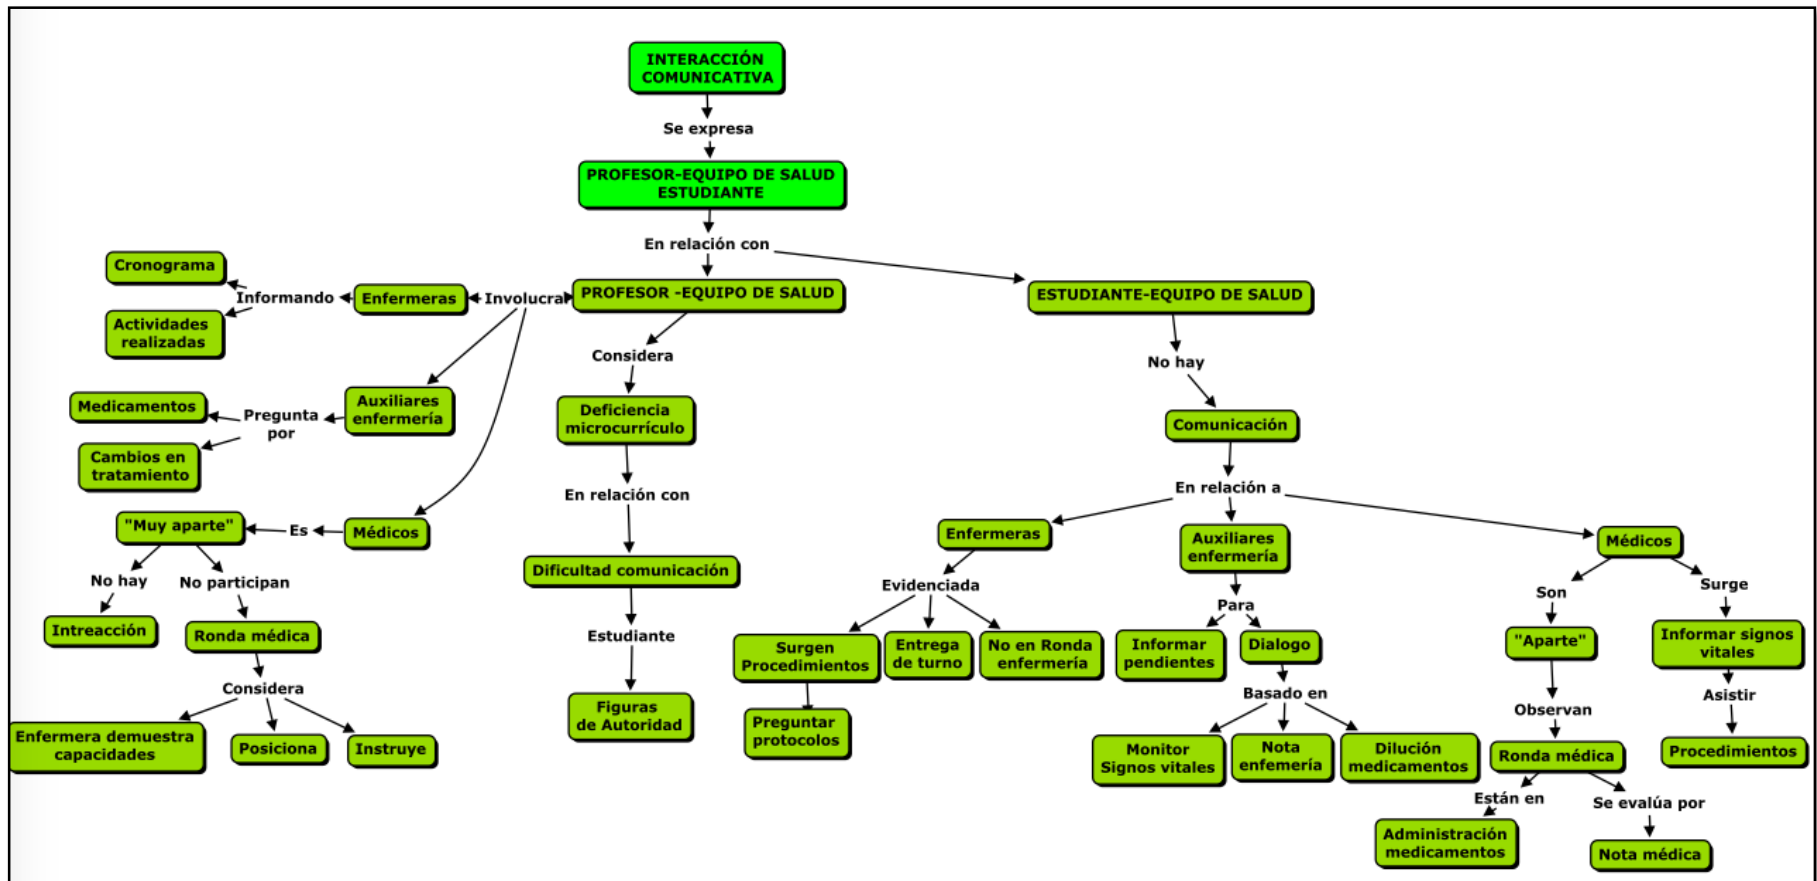 INTERACCIÓN
COMUNICATIVA
Se expresa
PROFESOR-EQUIPO DE SALUD
ESTUDIANTE
En relación con
PROFESOR -EQUIPO DE SALUD
Involucra
Enfermeras
Informando
Cronograma
Actividades
realizadas
Auxiliares
enfermería
Pregunta
por
Medicamentos
Cambios en
tratamiento
Médicos
Es
"Muy aparte"
No hay
Intreacción
No participan
Ronda médica
Considera
Enfermera demuestra
capacidades
Posiciona
Instruye
Considera
Deficiencia
microcurrículo
En relación con
Dificultad comunicación
Estudiante
Figuras
de Autoridad
ESTUDIANTE-EQUIPO DE SALUD
No hay
Comunicación
En relación a
Enfermeras
Evidenciada
Surgen
Procedimientos
Preguntar
protocolos
Entrega
de turno
No en Ronda
enfermería
Auxiliares
enfermería
Para
Informar
pendientes
Dialogo
Basado en
Monitor
Signos vitales
Nota
enfemería
Dilución
medicamentos
Médicos
Son
"Aparte"
Observan
Ronda médica
Están en
Administración
medicamentos
Se evalúa por
Nota médica
Surge
Informar signos
vitales
Asistir
Procedimientos